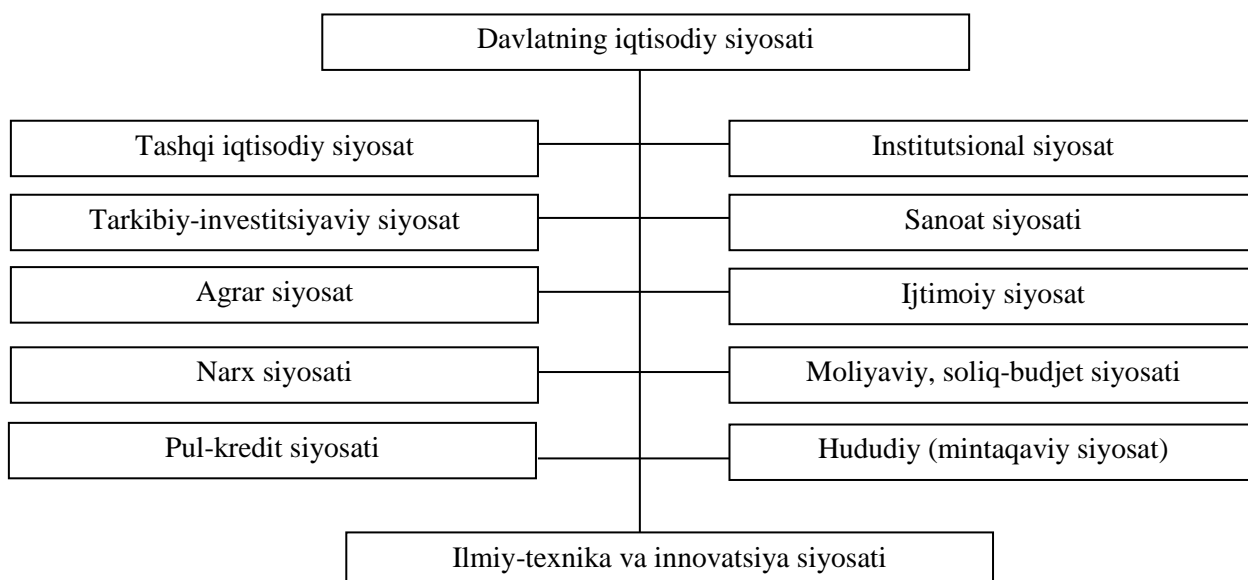 Davlatning iqtisodiy siyosati
Tashqi iqtisodiy siyosat
Institutsional siyosat
Tarkibiy-investitsiyaviy siyosat
Sanoat siyosati
Agrar siyosat
Ijtimoiy siyosat
Narx siyosati
Moliyaviy, soliq-budjet siyosati
Pul-kredit siyosati
Hududiy (mintaqaviy siyosat)
Ilmiy-texnika va innovatsiya siyosati